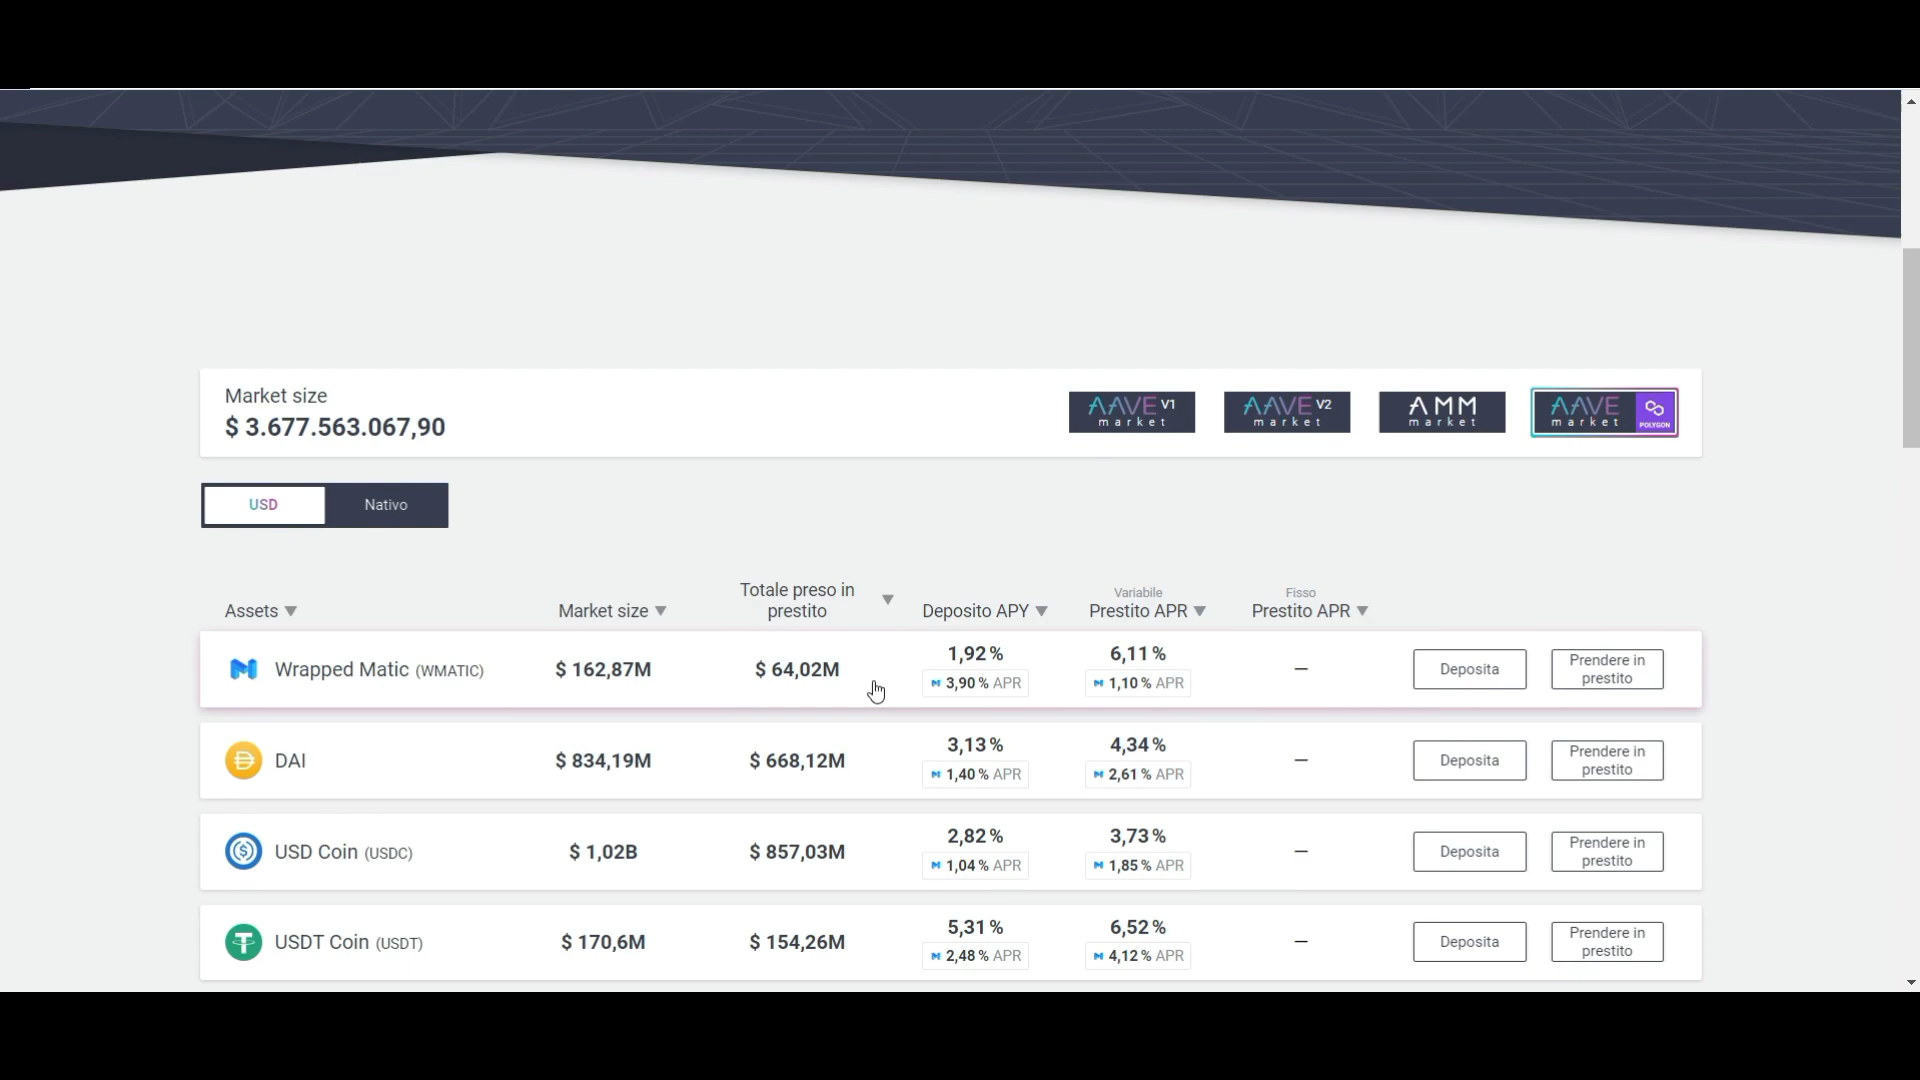 Market size
$ 3.677.563.067,90
AAVE V1
market
AAVE V2
market
AMM
market
AAVE
market
POLYGON
USD
Nativo
Assets
Market size
Totale preso in
prestito
Deposito APY
Variabile
Prestito APR
Fisso
Prestito APR
Wrapped Matic (WMATIC)
$ 162,87M
$ 64,02M
1,92 %
3,90 % APR
6,11 %
1,10 % APR
—
Deposita
Prendere in
prestito
DAI
$ 834,19M
$ 668,12M
3,13 %
1,40 % APR
4,34 %
2,61 % APR
—
Deposita
Prendere in
prestito
USD Coin (USDC)
$ 1,02B
$ 857,03M
2,82 %
1,04 % APR
3,73 %
1,85 % APR
—
Deposita
Prendere in
prestito
USDT Coin (USDT)
$ 170,6M
$ 154,26M
5,31 %
2,48 % APR
6,52 %
4,12 % APR
—
Deposita
Prendere in
prestito